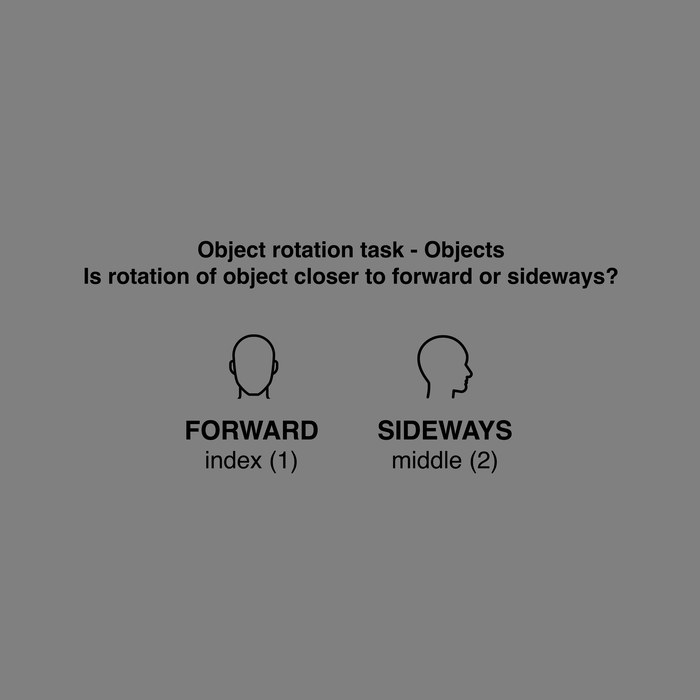 Object rotation task - Objects
Is rotation of object closer to forward or sideways?
FORWARD SIDEWAYS
index (1) middle (2)